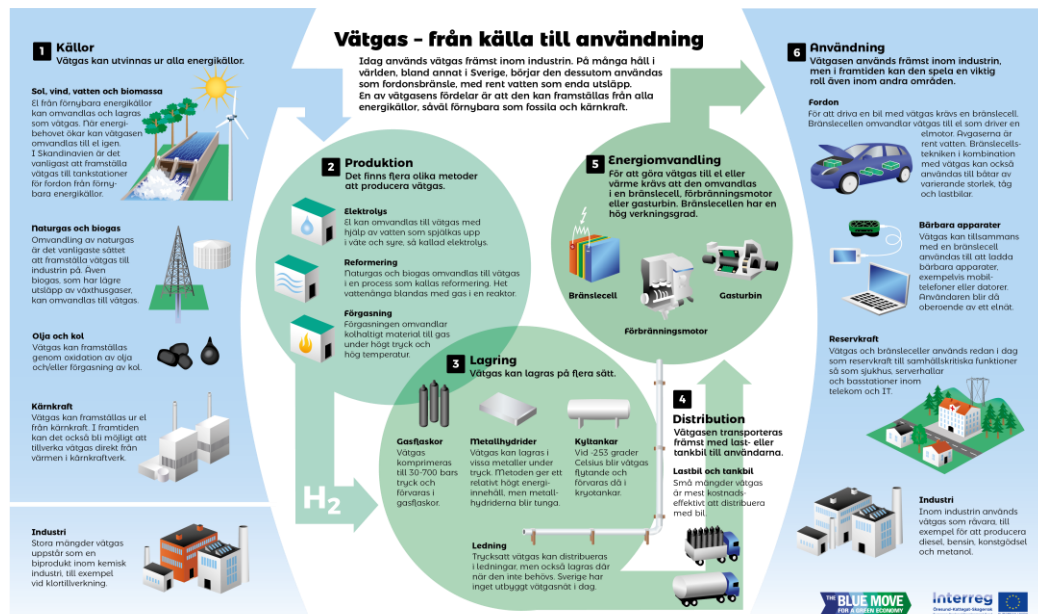 Vätgas – från källa till användning
Idag används vätgas främst inom industrin. På många håll i
världen, bland annat i Sverige, börjar den dessutom användas
som fordonsbränsle, med rent vatten som enda utsläpp.
En av vätgasens fördelar är att den kan framställas från alla
energikällor, såväl förnybara som fossila och kärnkraft.
1 Källor
Vätgas kan utvinnas ur alla energikällor.
Sol, vind, vatten och biomassa
El från förnybara energikällor
kan omvandlas och lagras
som vätgas. När energi-
behovet ökar kan vätgasen
omvandlas till el igen.
I Skandinavien är det
vanligast att framställa
vätgas till tankstationer
för fordon från förny-
bara energikällor.
Naturgas och biogas
Omvandling av naturgas
är det vanligaste sättet
att framställa vätgas till
industrin på. Även
biogas, som har lägre
utsläpp av växthusgaser,
kan omvandlas till vätgas.
Olja och kol
Vätgas kan framställas
genom oxidation av olja
och/eller förgasning av kol.
Kärnkraft
Vätgas kan framställas ur el
från kärnkraft. I framtiden
kan det också bli möjligt att
tillverka vätgas direkt från
värmen i kärnkraftverk.
Industri
Stora mängder vätgas
uppstår som en
biprodukt inom kemisk
industri, till exempel
vid klortillverkning.
2 Produktion
Det finns flera olika metoder
att producera vätgas.
Elektrolys
El kan omvandlas till vätgas med
hjälp av vatten som spjälkas upp
i väte och syre, så kallad elektrolys.
Reformering
Naturgas och biogas omvandlas till vätgas
i en process som kallas reformering. Het
vattenånga blandas med gas i en reaktor.
Förgasning
Förgasningen omvandlar
kolhaltigt material till gas
under högt tryck och
hög temperatur.
H2
3 Lagring
Vätgas kan lagras på flera sätt.
Gasflaskor
Vätgas
komprimeras
till 30-700 bars
tryck och
förvaras i
gasflaskor.
Metallhydrider
Vätgas kan lagras i
vissa metaller under
tryck. Metoden ger ett
relativt högt energi-
innehåll, men metall-
hydriderna blir tunga.
Kyltankar
Vid -253 grader
Celsius blir vätgas
flytande och
förvaras då i
kryotankar.
Ledning
Trycksatt vätgas kan distribueras
i ledningar, men också lagras där
när den inte behövs. Sverige har
inget utbyggt vätgasnät i dag.
4
Distribution
Vätgasen transporteras
främst med last- eller
tankbil till användarna.
Lastbil och tankbil
Små mängder vätgas
är mest kostnads-
effektivt att distribuera
med bil.
5 Energiomvandling
För att göra vätgas till el eller
värme krävs att den omvandlas
i en bränslecell, förbränningsmotor
eller gasturbin. Bränslecellen har en
hög verkningsgrad.
Bränslecell
Förbränningsmotor
Gasturbin
6 Användning
Vätgasen används främst inom industrin,
men i framtiden kan den spela en viktig
roll även inom andra områden.
Fordon
För att driva en bil med vätgas krävs en bränslecell.
Bränslecellen omvandlar vätgas till el som driver en
elmotor. Avgaserna är
rent vatten. Bränslecells-
tekniken i kombination
med vätgas kan också
användas till båtar av
varierande storlek, tåg
och lastbilar.
Bärbara apparater
Vätgas kan tillsammans
med en bränslecell
användas till att ladda
bärbara apparater,
exempelvis mobil-
telefoner eller datorer.
Användaren blir då
oberoende av ett elnät.
Reservkraft
Vätgas och bränsleceller används redan i dag
som reservkraft till samhällskritiska funktioner
så som sjukhus, serverhallar
och basstationer inom
telekom och IT.
Industri
Inom industrin används
vätgas som råvara, till
exempel för att producera
diesel, bensin, konstgödsel
och metanol.
THE BLUE MOVE
FOR A GREEN ECONOMY
Interreg
Öresund-Kattegat-Skagerrak